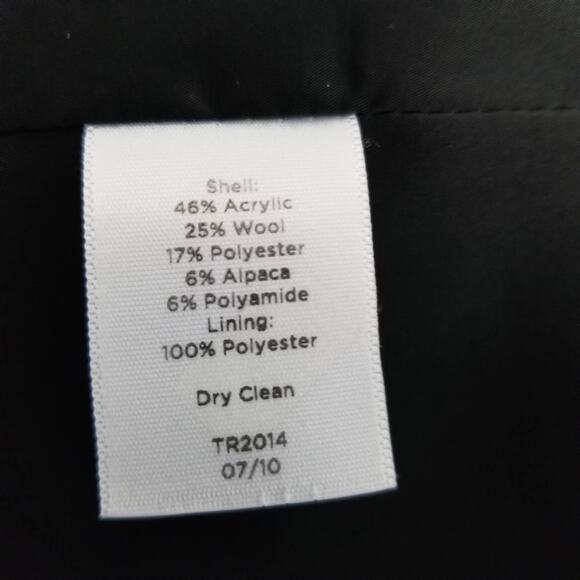 Shell:
46% Acrylic
25% Wool
17% Polyester
6% Alpaca
6% Polyamide
Lining:
100% Polyester
Dry Clean
TR2014
07/10